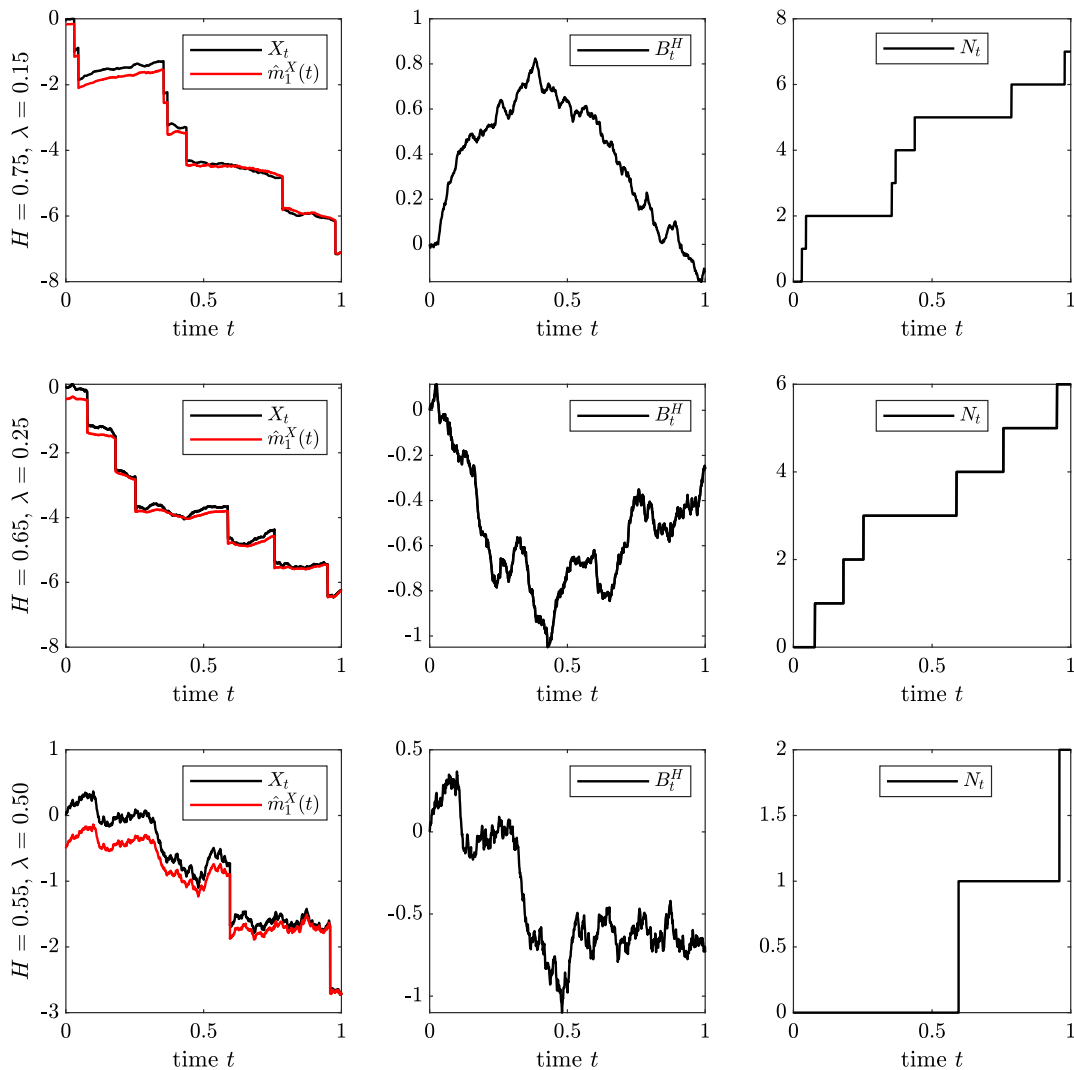 H = 0.75, λ = 0.15
0
-2
-4
-6
-8
X_t
m̂_1^X(t)
0 0.5 1
time t
1
0.8
0.6
0.4
0.2
0
B_t^H
0 0.5 1
time t
8
6
4
2
0
N_t
0 0.5 1
time t
H = 0.65, λ = 0.25
0
-2
-4
-6
-8
X_t
m̂_1^X(t)
0 0.5 1
time t
0
-0.2
-0.4
-0.6
-0.8
-1
B_t^H
0 0.5 1
time t
6
4
2
0
N_t
0 0.5 1
time t
H = 0.55, λ = 0.50
1
0
-1
-2
-3
X_t
m̂_1^X(t)
0 0.5 1
time t
0.5
0
-0.5
-1
B_t^H
0 0.5 1
time t
2
1.5
1
0.5
0
N_t
0 0.5 1
time t